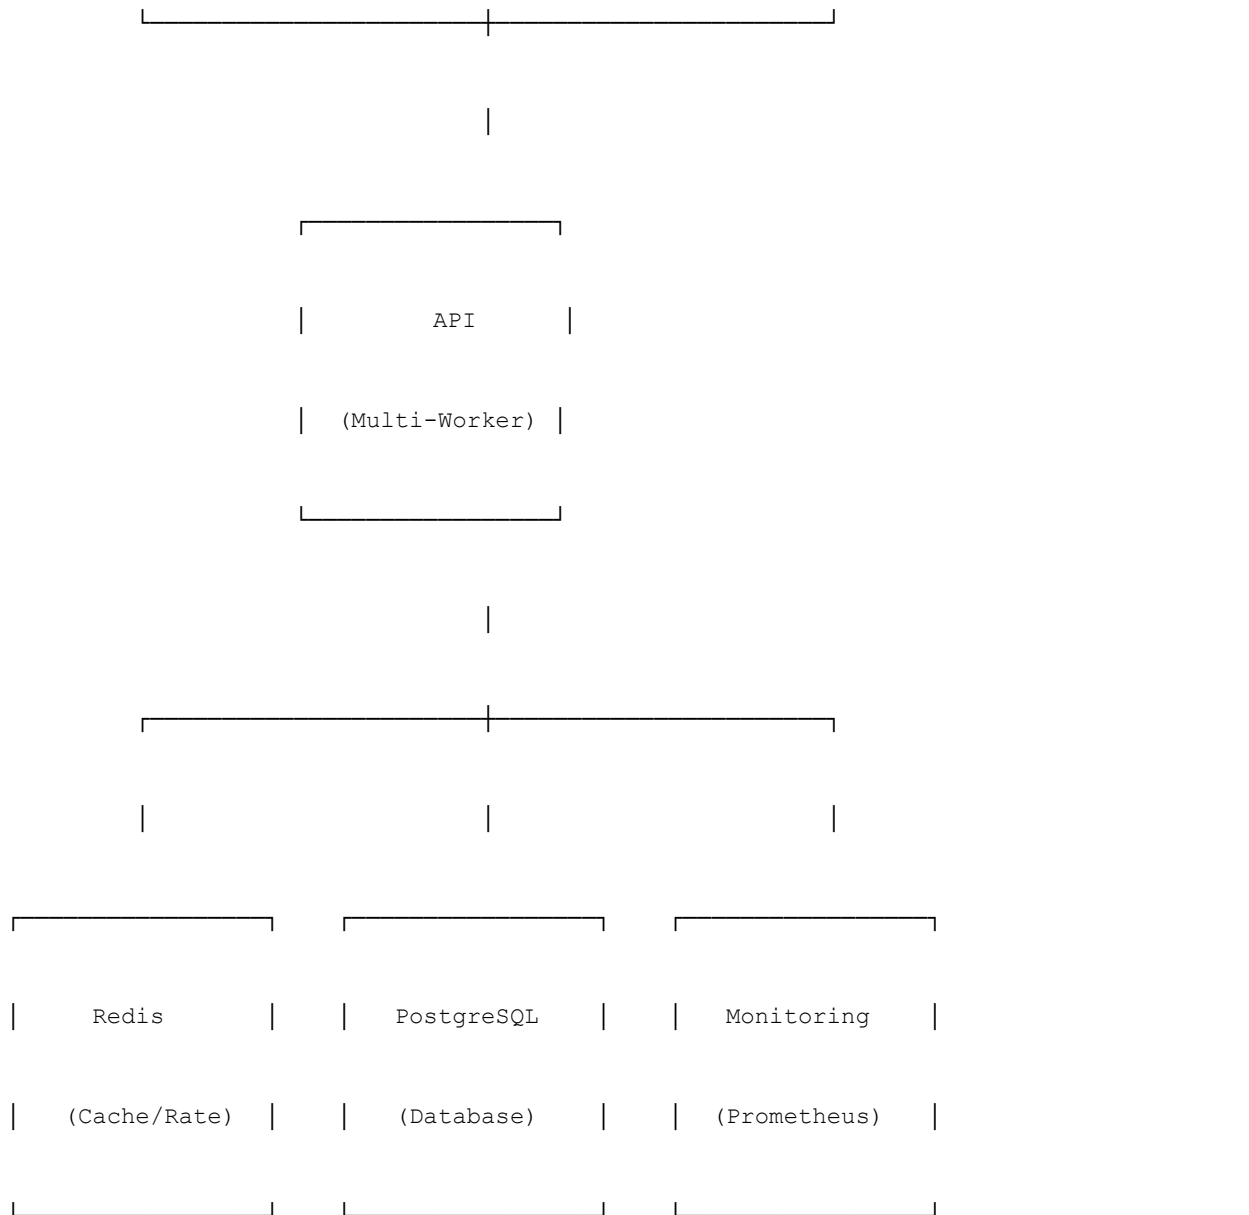 API
(Multi-Worker)
Redis PostgreSQL Monitoring
(Cache/Rate) (Database) (Prometheus)